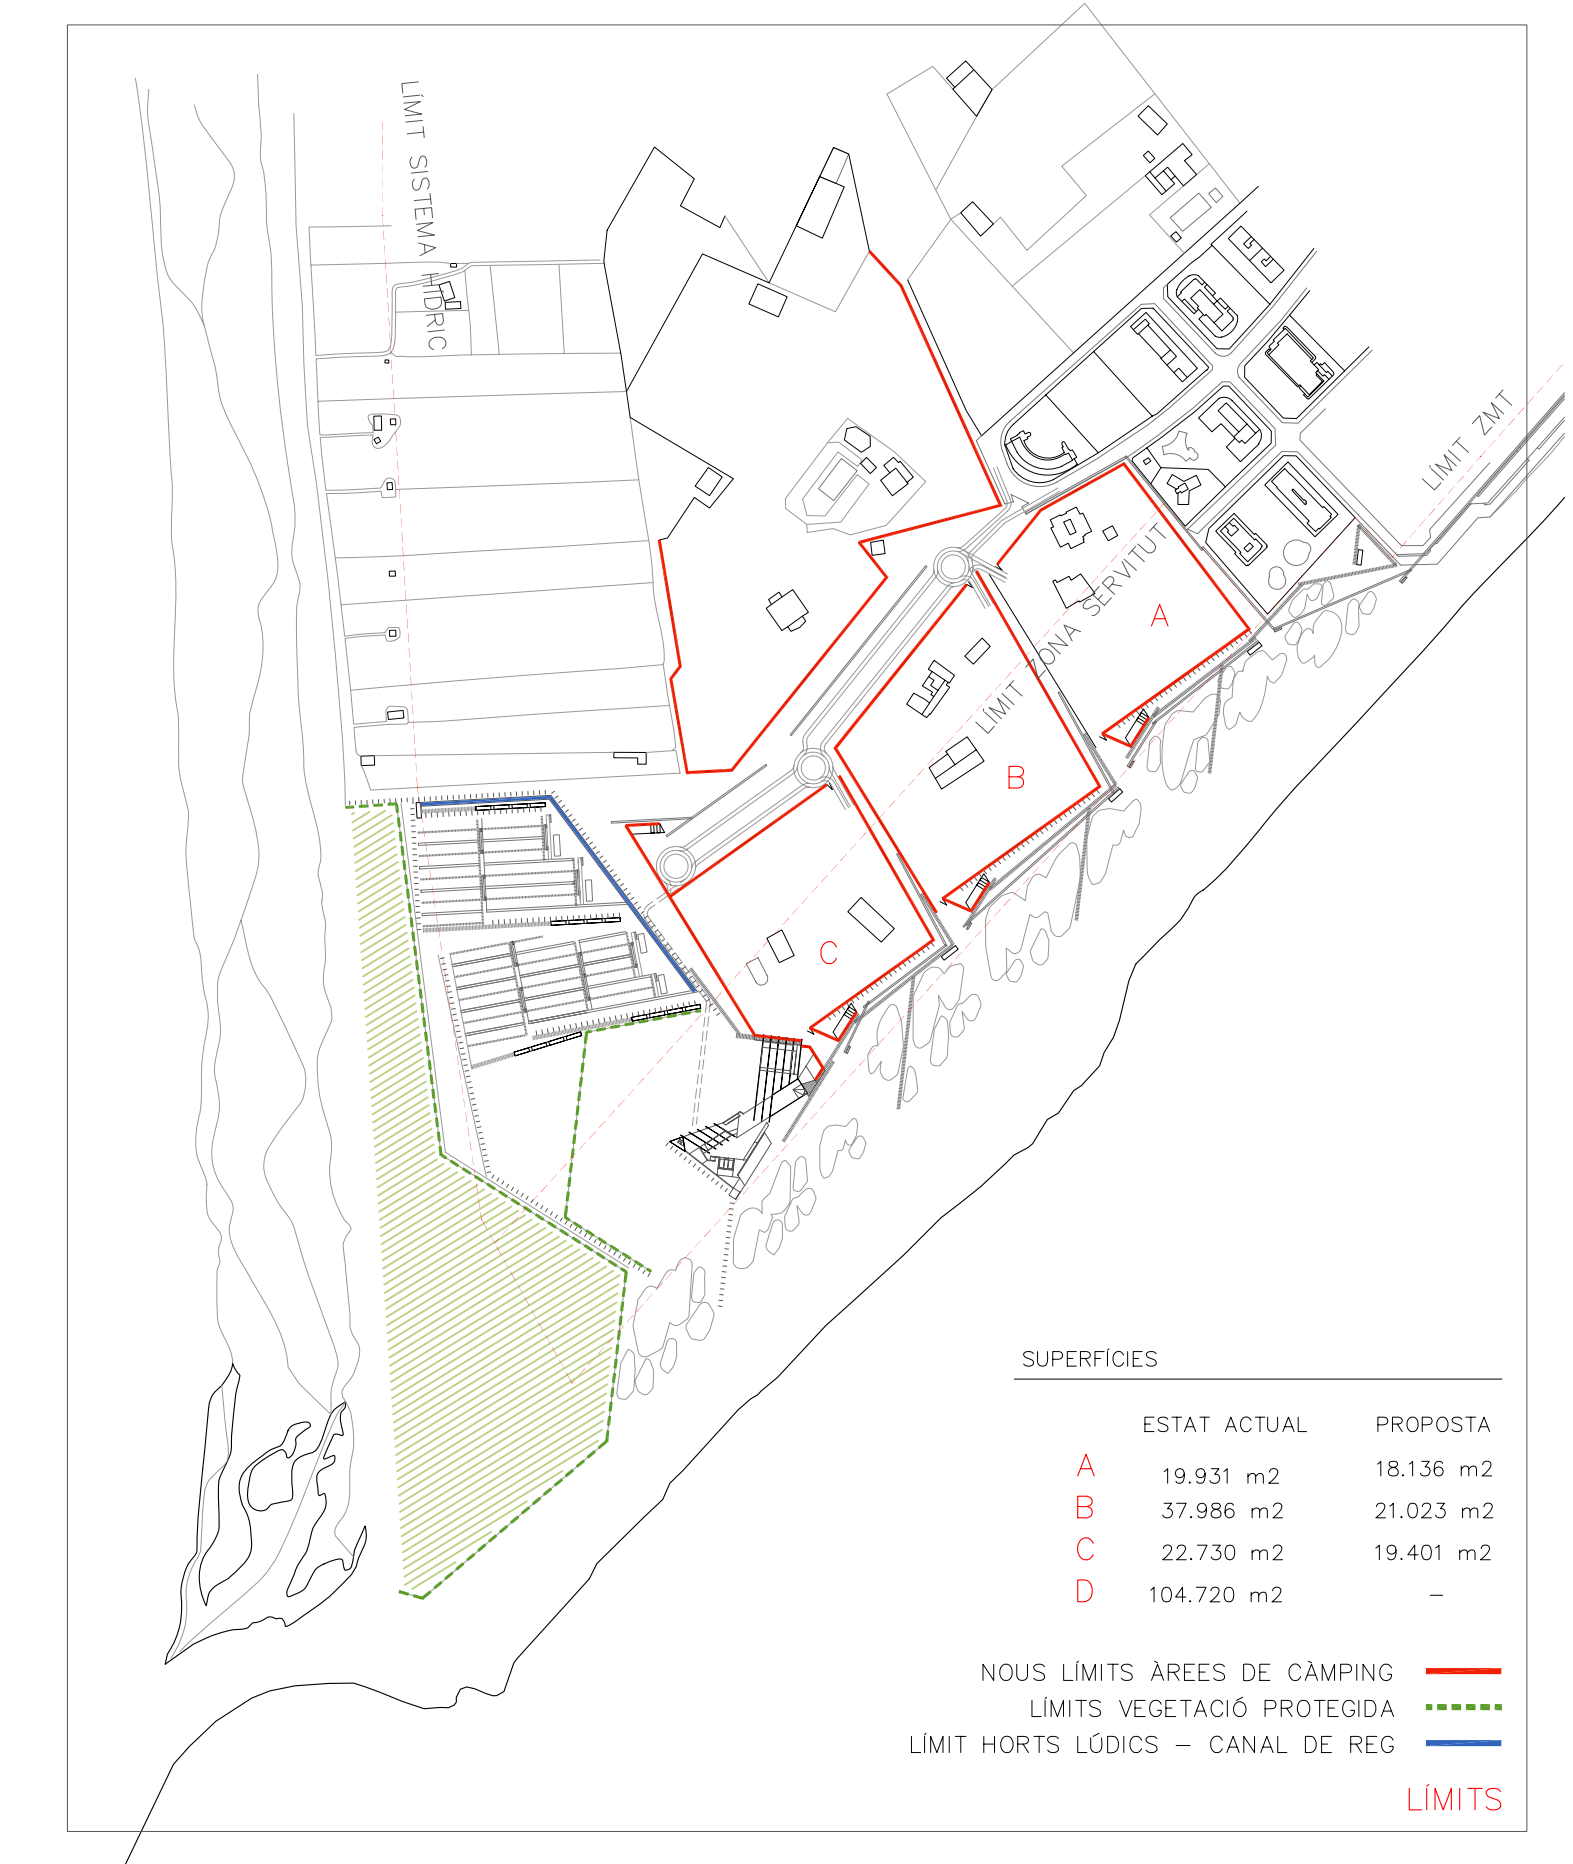 LÍMIT SISTEMA HIDRIC
LÍMIT ZMT
LÍMIT ZONA SERVITUT
A
B
C
SUPERFÍCIES
ESTAT ACTUAL PROPOSTA
A 19.931 m2 18.136 m2
B 37.986 m2 21.023 m2
C 22.730 m2 19.401 m2
D 104.720 m2 –
NOUS LÍMITS ÀREES DE CÀMPING
LÍMITS VEGETACIÓ PROTEGIDA
LÍMIT HORTS LÚDICS – CANAL DE REG
LÍMITS